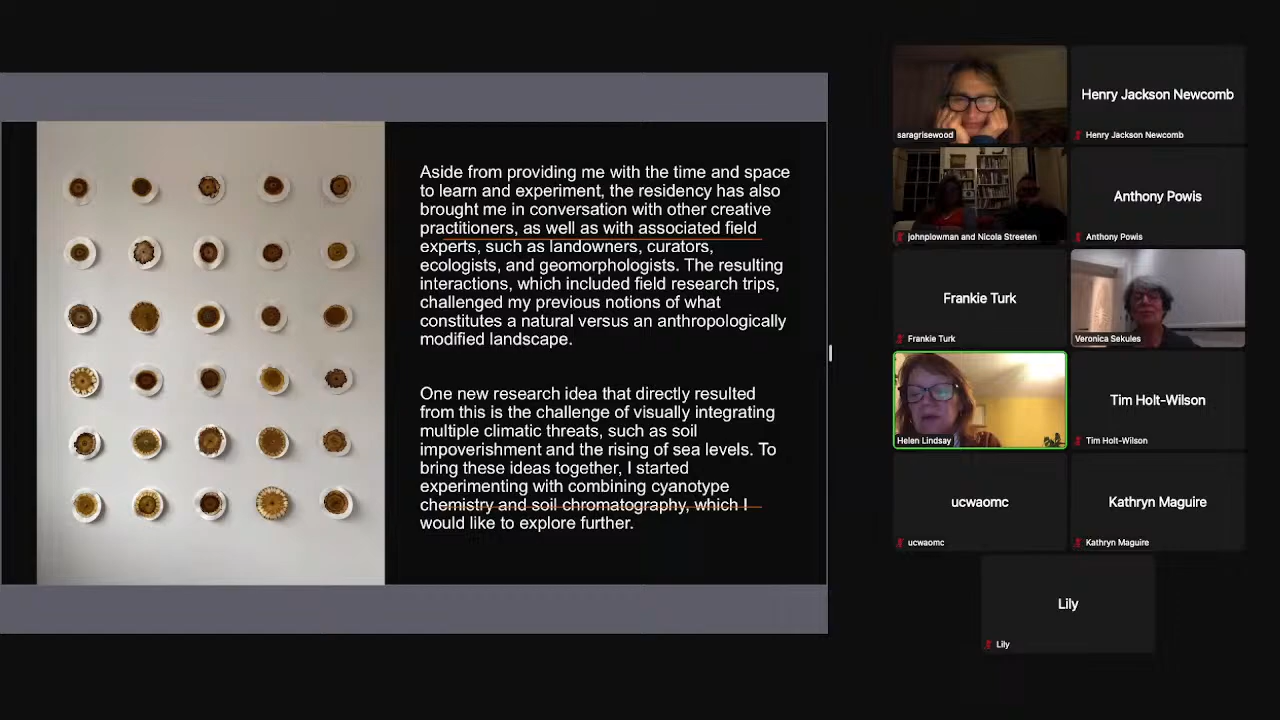 Aside from providing me with the time and space
to learn and experiment, the residency has also
brought me in conversation with other creative
practitioners, as well as with associated field
experts, such as landowners, curators,
ecologists, and geomorphologists. The resulting
interactions, which included field research trips,
challenged my previous notions of what
constitutes a natural versus an anthropologically
modified landscape.
One new research idea that directly resulted
from this is the challenge of visually integrating
multiple climatic threats, such as soil
impoverishment and the rising of sea levels. To
bring these ideas together, I started
experimenting with combining cyanotype
chemistry and soil chromatography, which I
would like to explore further.
saragrisewood
Henry Jackson Newcomb
Henry Jackson Newcomb
johnplowman and Nicola Streeten
Anthony Powis
Anthony Powis
Frankie Turk
Frankie Turk
Veronica Sekules
Helen Lindsay
Tim Holt-Wilson
Tim Holt-Wilson
ucwaomc
ucwaomc
Kathryn Maguire
Kathryn Maguire
Lily
Lily